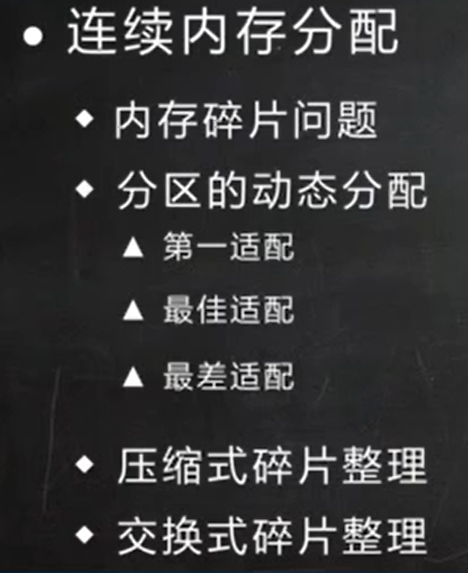 ● 连续内存分配
◆ 内存碎片问题
◆ 分区的动态分配
▲ 第一适配
▲ 最佳适配
▲ 最差适配
◆ 压缩式碎片整理
◆ 交换式碎片整理